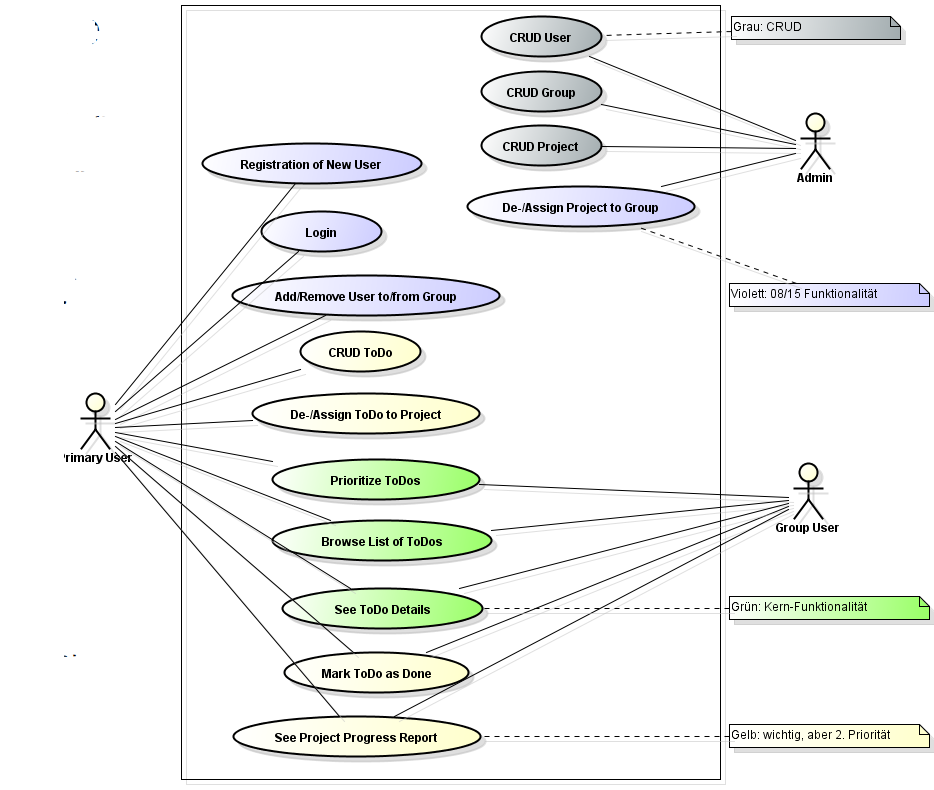 CRUD User
Grau: CRUD
CRUD Group
CRUD Project
Admin
Registration of New User
De-/Assign Project to Group
Login
Add/Remove User to/from Group
Violett: 08/15 Funktionalität
CRUD ToDo
De-/Assign ToDo to Project
rimary User
Prioritize ToDos
Group User
Browse List of ToDos
See ToDo Details
Grün: Kern-Funktionalität
Mark ToDo as Done
See Project Progress Report
Gelb: wichtig, aber 2. Priorität